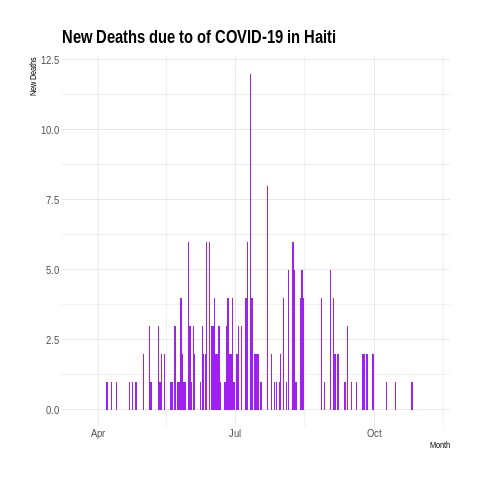 New Deaths due to of COVID-19 in Haiti
New Deaths
12.5
10.0
7.5
5.0
2.5
0.0
Apr
Jul
Oct
Month